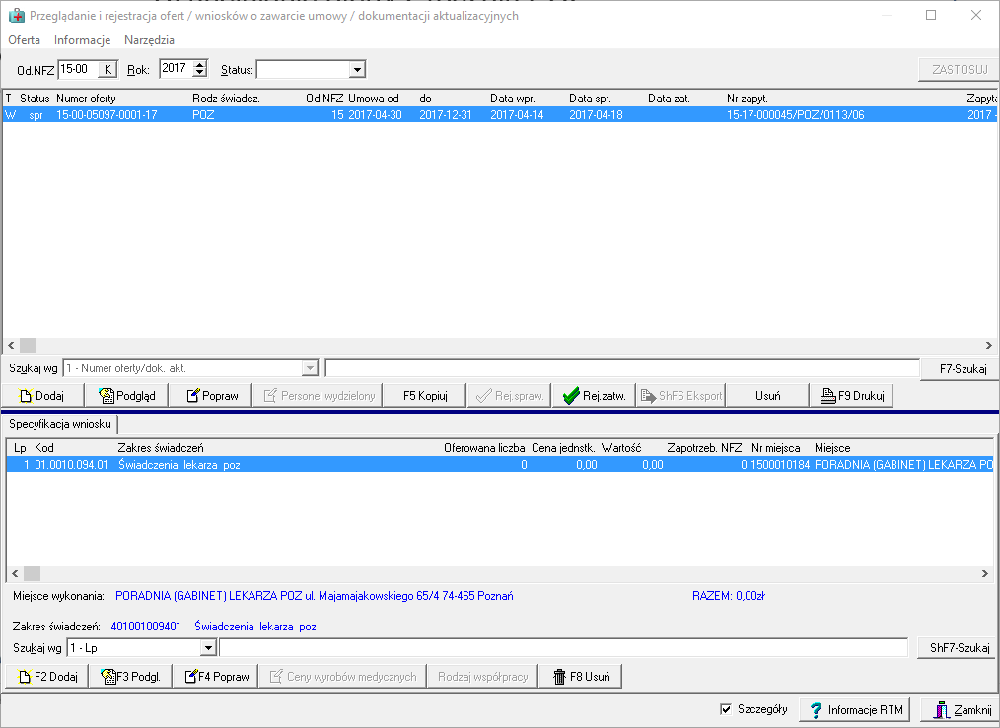 Przeglądanie i rejestracja ofert / wniosków o zawarcie umowy / dokumentacji aktualizacyjnych
Oferta Informacje Narzędzia
Od.NFZ 15-00 K Rok: 2017 Status: ZASTOSUJ
T Status Numer oferty Rodz świadcz. Od.NFZ Umowa od do Data wpr. Data spr. Data zat. Nr zapyt. Zapyta
W spr 15-00-05097-0001-17 POZ 15 2017-04-30 2017-12-31 2017-04-14 2017-04-18 15-17-000045/POZ/0113/06 2017 -
Szukaj wg 1 - Numer oferty/dok. akt. F7-Szukaj
Dodaj Podgląd Popraw Personel wydzielony F5 Kopiuj Rej.spraw. Rej.zatw. ShF6 Eksport Usuń F9 Drukuj
Specyfikacja wniosku
Lp Kod Zakres świadczeń Oferowana liczba Cena jednstk. Wartość Zapotrzeb. NFZ Nr miejsca Miejsce
1 01.0010.094.01 Świadczenia lekarza poz 0 0,00 0,00 0 1500010184 PORADNIA (GABINET) LEKARZA PO
Miejsce wykonania: PORADNIA (GABINET) LEKARZA POZ ul. Majamajakowskiego 65/4 74-465 Poznań RAZEM: 0,00zł
Zakres świadczeń: 401001009401 Świadczenia lekarza poz
Szukaj wg 1 - Lp ShF7-Szukaj
F2 Dodaj F3 Podgl. F4 Popraw Ceny wyrobów medycznych Rodzaj współpracy F8 Usuń
Szczegóły Informacje RTM Zamknij